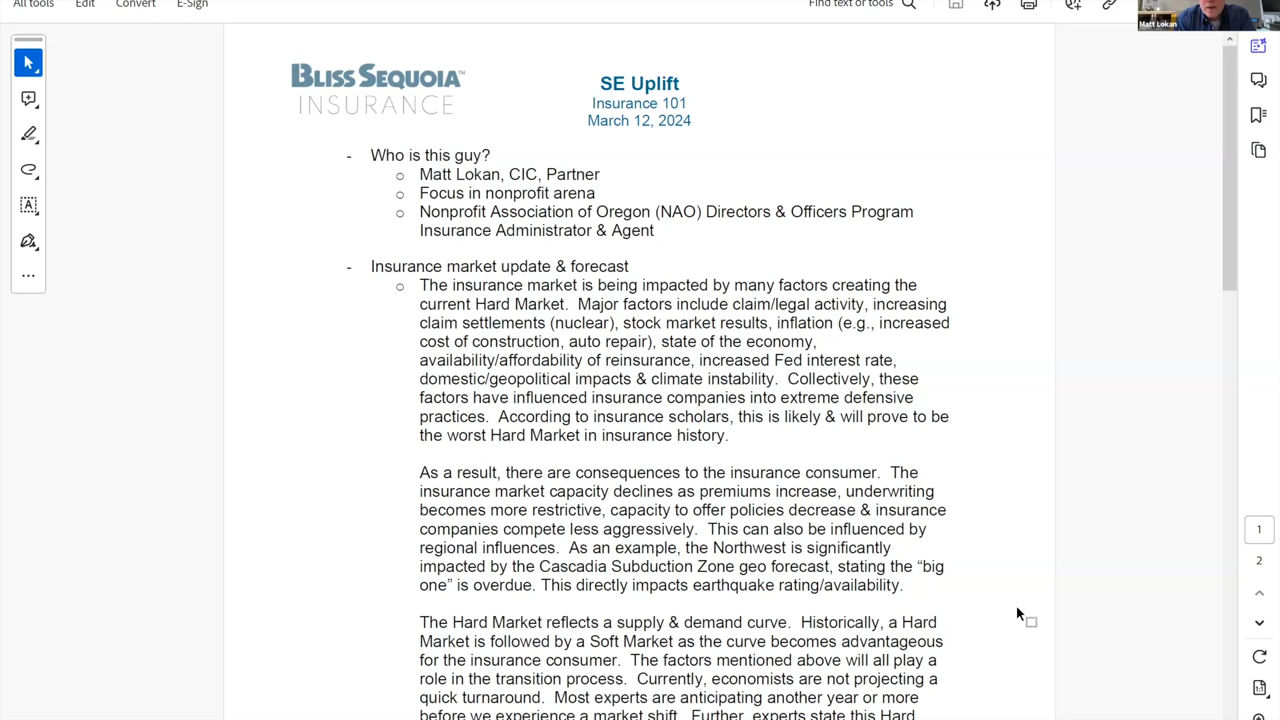 All tools Edit Convert E-Sign Find text or tools
Matt Lokan
BLISS SEQUOIA™
INSURANCE
SE Uplift
Insurance 101
March 12, 2024
- Who is this guy?
o Matt Lokan, CIC, Partner
o Focus in nonprofit arena
o Nonprofit Association of Oregon (NAO) Directors & Officers Program
Insurance Administrator & Agent
- Insurance market update & forecast
o The insurance market is being impacted by many factors creating the
current Hard Market. Major factors include claim/legal activity, increasing
claim settlements (nuclear), stock market results, inflation (e.g., increased
cost of construction, auto repair), state of the economy,
availability/affordability of reinsurance, increased Fed interest rate,
domestic/geopolitical impacts & climate instability. Collectively, these
factors have influenced insurance companies into extreme defensive
practices. According to insurance scholars, this is likely & will prove to be
the worst Hard Market in insurance history.
As a result, there are consequences to the insurance consumer. The
insurance market capacity declines as premiums increase, underwriting
becomes more restrictive, capacity to offer policies decrease & insurance
companies compete less aggressively. This can also be influenced by
regional influences. As an example, the Northwest is significantly
impacted by the Cascadia Subduction Zone geo forecast, stating the “big
one” is overdue. This directly impacts earthquake rating/availability.
The Hard Market reflects a supply & demand curve. Historically, a Hard
Market is followed by a Soft Market as the curve becomes advantageous
for the insurance consumer. The factors mentioned above will all play a
role in the transition process. Currently, economists are not projecting a
quick turnaround. Most experts are anticipating another year or more
before we experience a market shift. Further, experts state this Hard
1
2